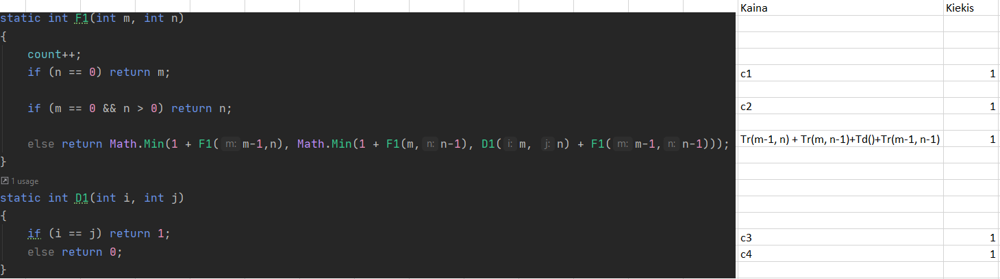 Kaina Kiekis
static int F1(int m, int n)
{
count++;
if (n == 0) return m; c1 1
if (m == 0 && n > 0) return n; c2 1
else return Math.Min(1 + F1( m: m-1,n), Math.Min(1 + F1(m, n: n-1), D1( i: m, j: n) + F1( m: m-1, n: n-1))); Tr(m-1, n) + Tr(m, n-1)+Td()+Tr(m-1, n-1) 1
}
1 usage
static int D1(int i, int j)
{
if (i == j) return 1; c3 1
else return 0; c4 1
}